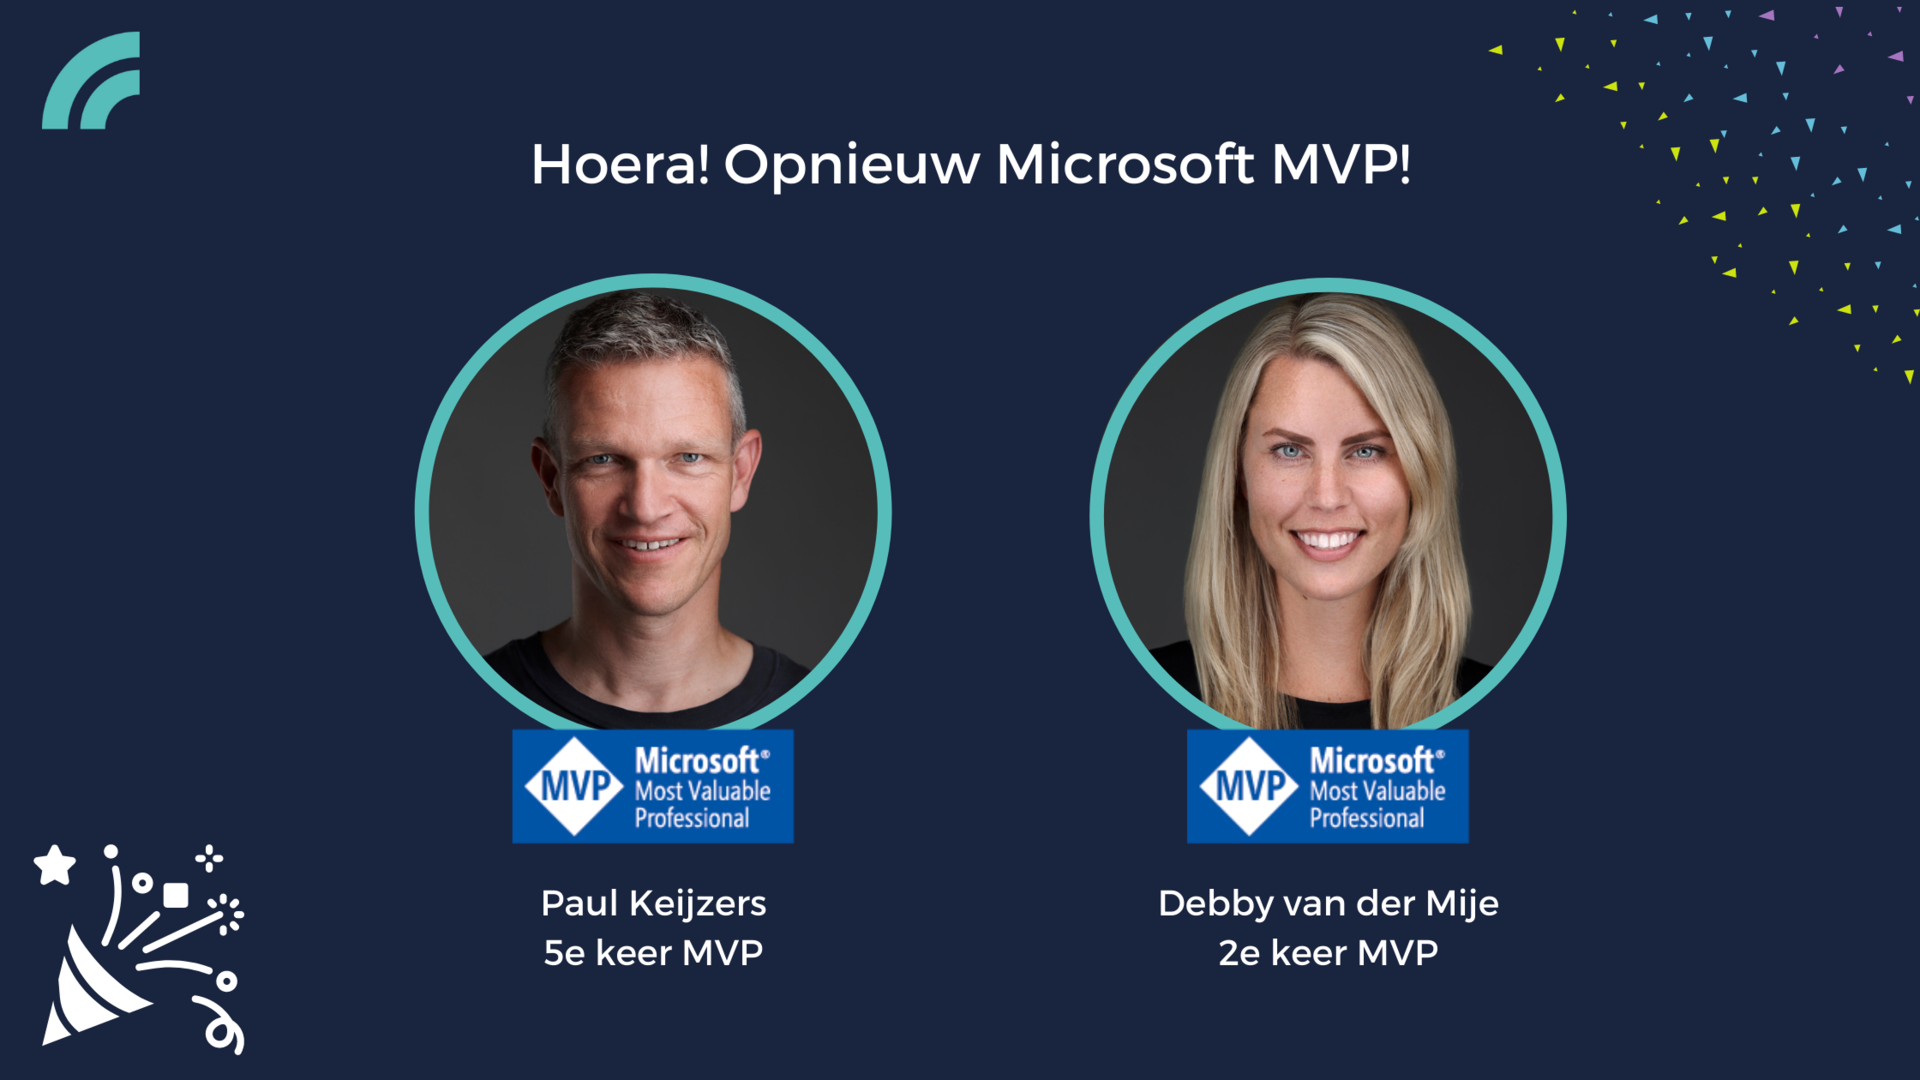 Hoera! Opnieuw Microsoft MVP!
MVP
Microsoft®
Most Valuable
Professional
Paul Keijzers
5e keer MVP
MVP
Microsoft®
Most Valuable
Professional
Debby van der Mije
2e keer MVP